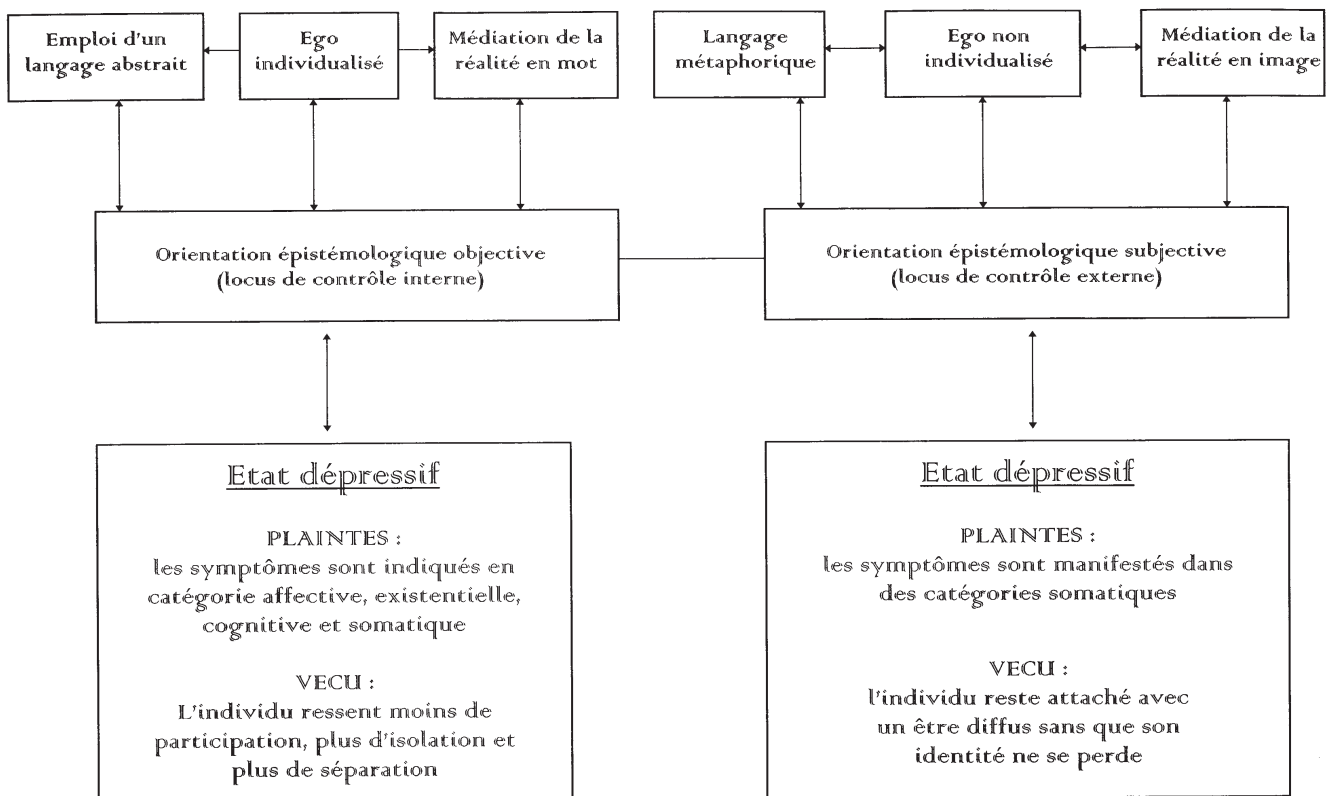 Emploi d'un
langage abstrait
Ego
individualisé
Médiation de la
réalité en mot
Langage
métaphorique
Ego non
individualisé
Médiation de la
réalité en image
Orientation épistémologique objective
(locus de contrôle interne)
Orientation épistémologique subjective
(locus de contrôle externe)
Etat dépressif
PLAINTES :
les symptômes sont indiqués en
catégorie affective, existentielle,
cognitive et somatique
VECU :
L'individu ressent moins de
participation, plus d'isolation et
plus de séparation
Etat dépressif
PLAINTES :
les symptômes sont manifestés dans
des catégories somatiques
VECU :
l'individu reste attaché avec
un être diffus sans que son
identité ne se perde